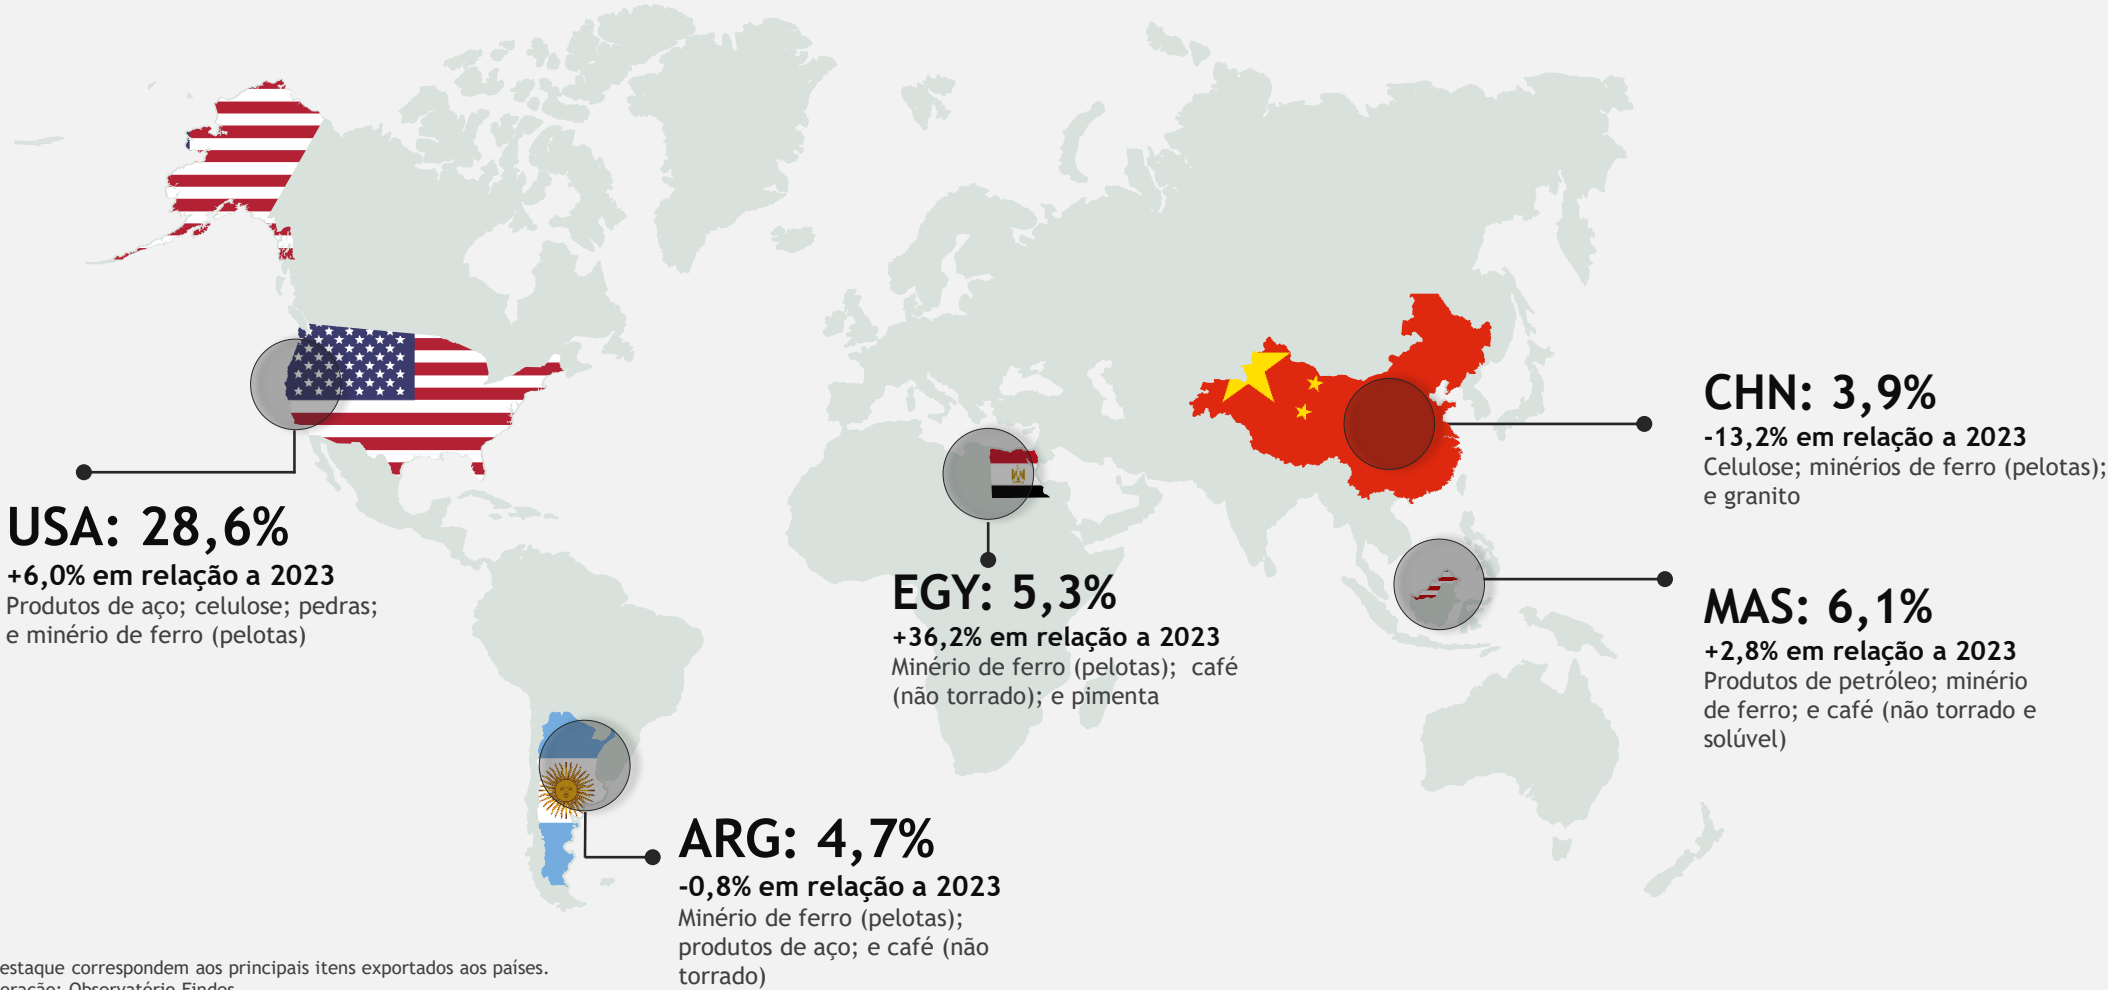 USA: 28,6%
+6,0% em relação a 2023
Produtos de aço; celulose; pedras;
e minério de ferro (pelotas)
EGY: 5,3%
+36,2% em relação a 2023
Minério de ferro (pelotas); café
(não torrado); e pimenta
CHN: 3,9%
-13,2% em relação a 2023
Celulose; minérios de ferro (pelotas);
e granito
MAS: 6,1%
+2,8% em relação a 2023
Produtos de petróleo; minério
de ferro; e café (não torrado e
solúvel)
ARG: 4,7%
-0,8% em relação a 2023
Minério de ferro (pelotas);
produtos de aço; e café (não
torrado)
estaque correspondem aos principais itens exportados aos países.
oração: Observatório Findes